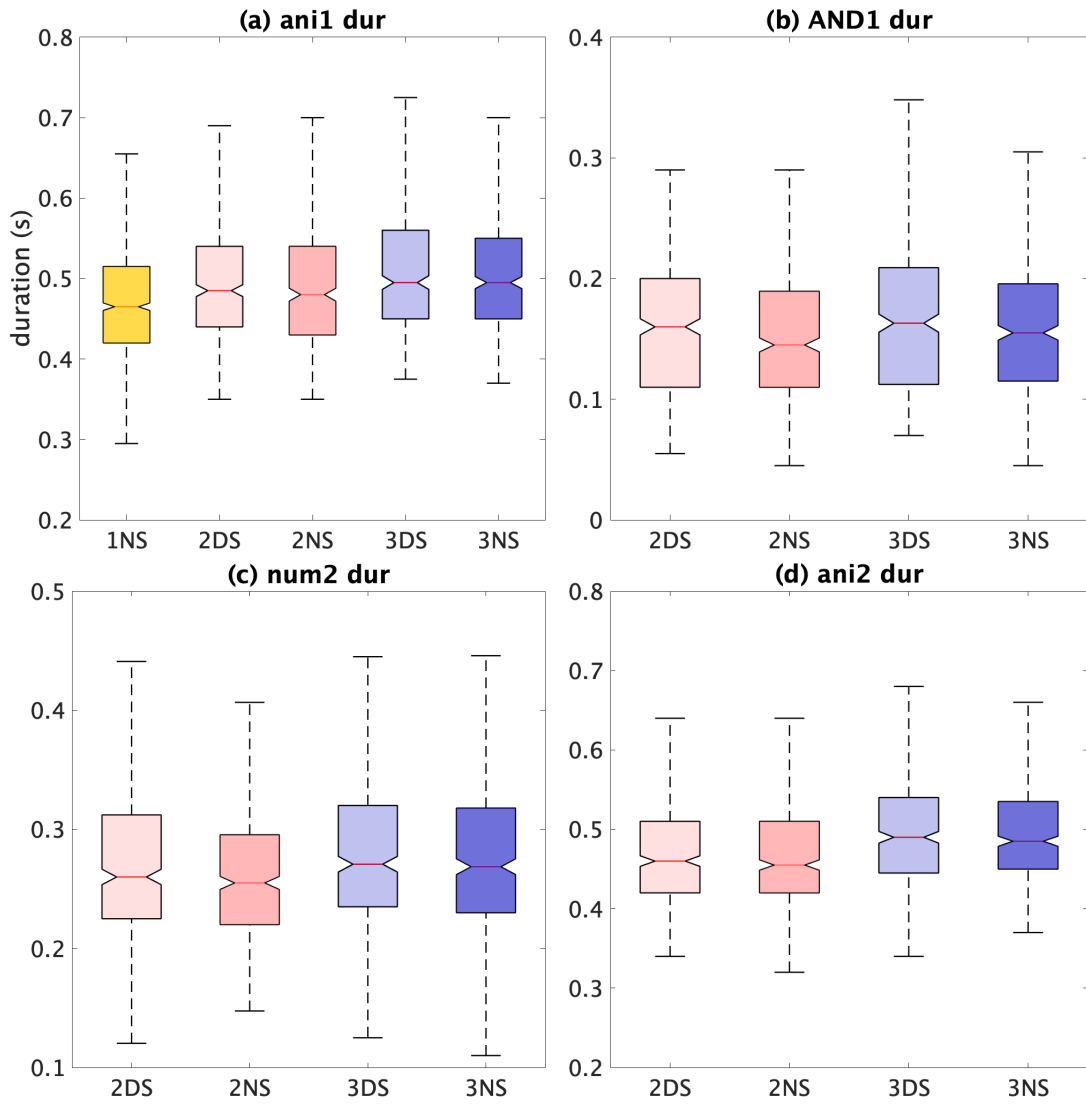 (a) ani1 dur
(b) AND1 dur
0.8
0.7
0.6
0.5
0.4
0.3
0.2
duration (s)
1NS 2DS 2NS 3DS 3NS
0.4
0.3
0.2
0.1
0
2DS 2NS 3DS 3NS
(c) num2 dur
(d) ani2 dur
0.5
0.4
0.3
0.2
0.1
2DS 2NS 3DS 3NS
0.8
0.7
0.6
0.5
0.4
0.3
0.2
2DS 2NS 3DS 3NS